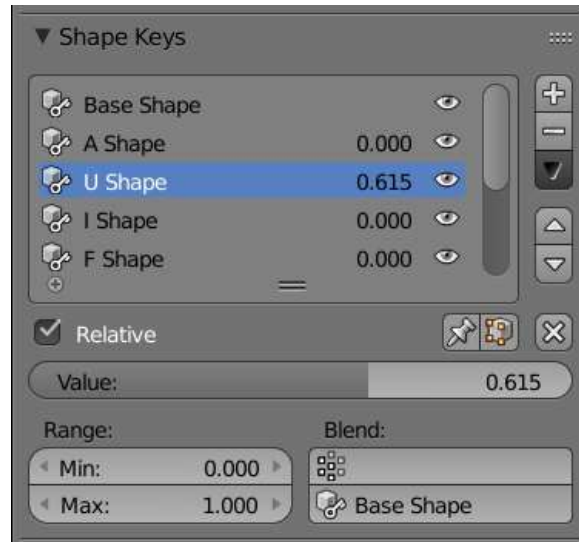 Shape Keys
Base Shape
A Shape 0.000
U Shape 0.615
I Shape 0.000
F Shape 0.000
Relative
Value: 0.615
Range: Blend:
Min: 0.000
Max: 1.000 Base Shape